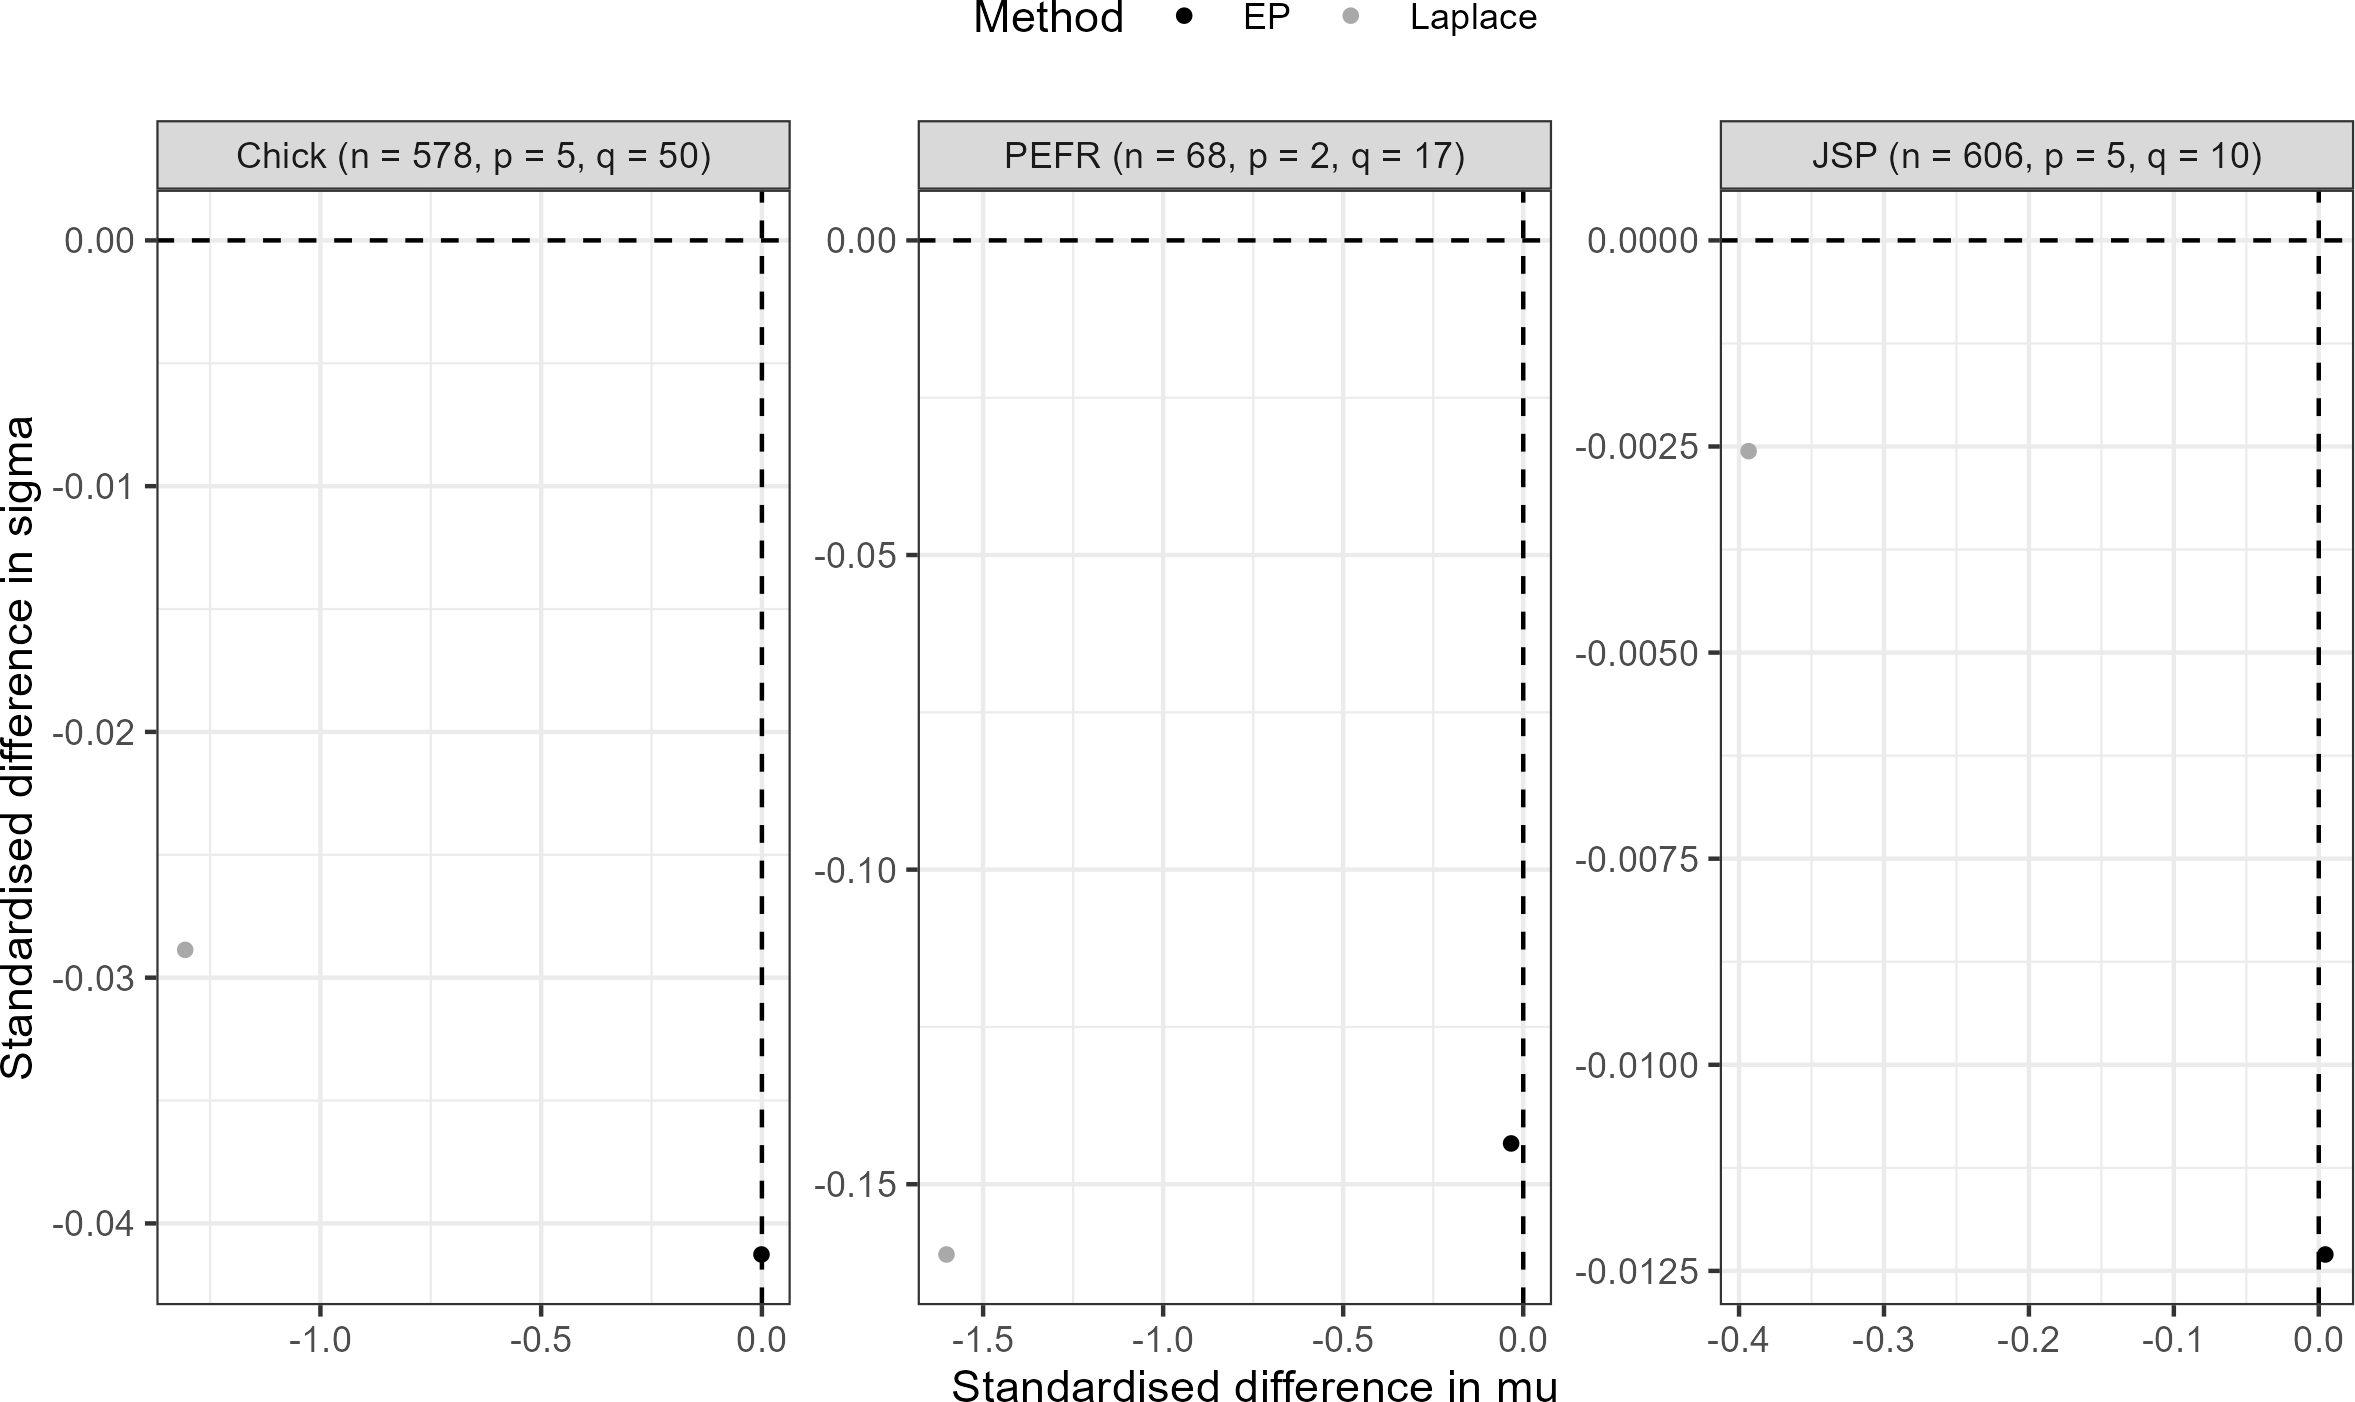 Method EP Laplace
Chick (n = 578, p = 5, q = 50)
PEFR (n = 68, p = 2, q = 17)
JSP (n = 606, p = 5, q = 10)
Standardised difference in sigma
0.00
-0.01
-0.02
-0.03
-0.04
-1.0 -0.5 0.0
0.00
-0.05
-0.10
-0.15
-1.5 -1.0 -0.5 0.0
0.0000
-0.0025
-0.0050
-0.0075
-0.0100
-0.0125
-0.4 -0.3 -0.2 -0.1 0.0
Standardised difference in mu